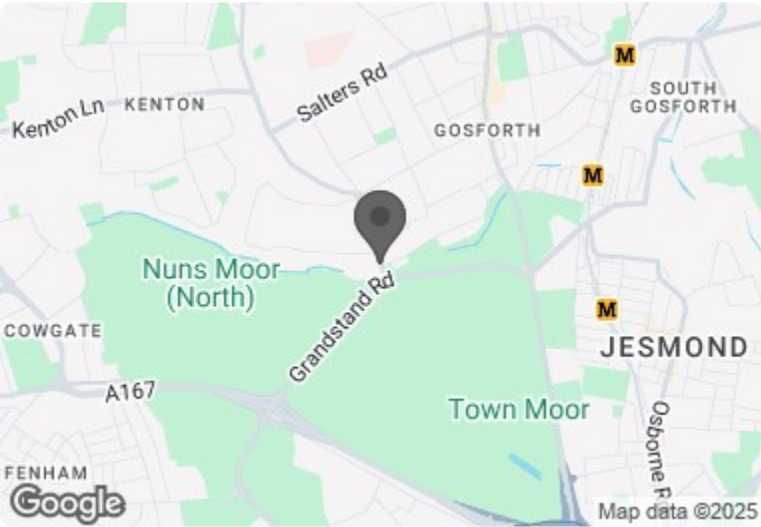 M
SOUTH
GOSFORTH
Salters Rd
Kenton Ln
KENTON
GOSFORTH
M
Nuns Moor
(North)
Grandstand Rd
M
COWGATE
JESMOND
A167
Town Moor
Osborne R
FENHAM
Google
Map data ©2025